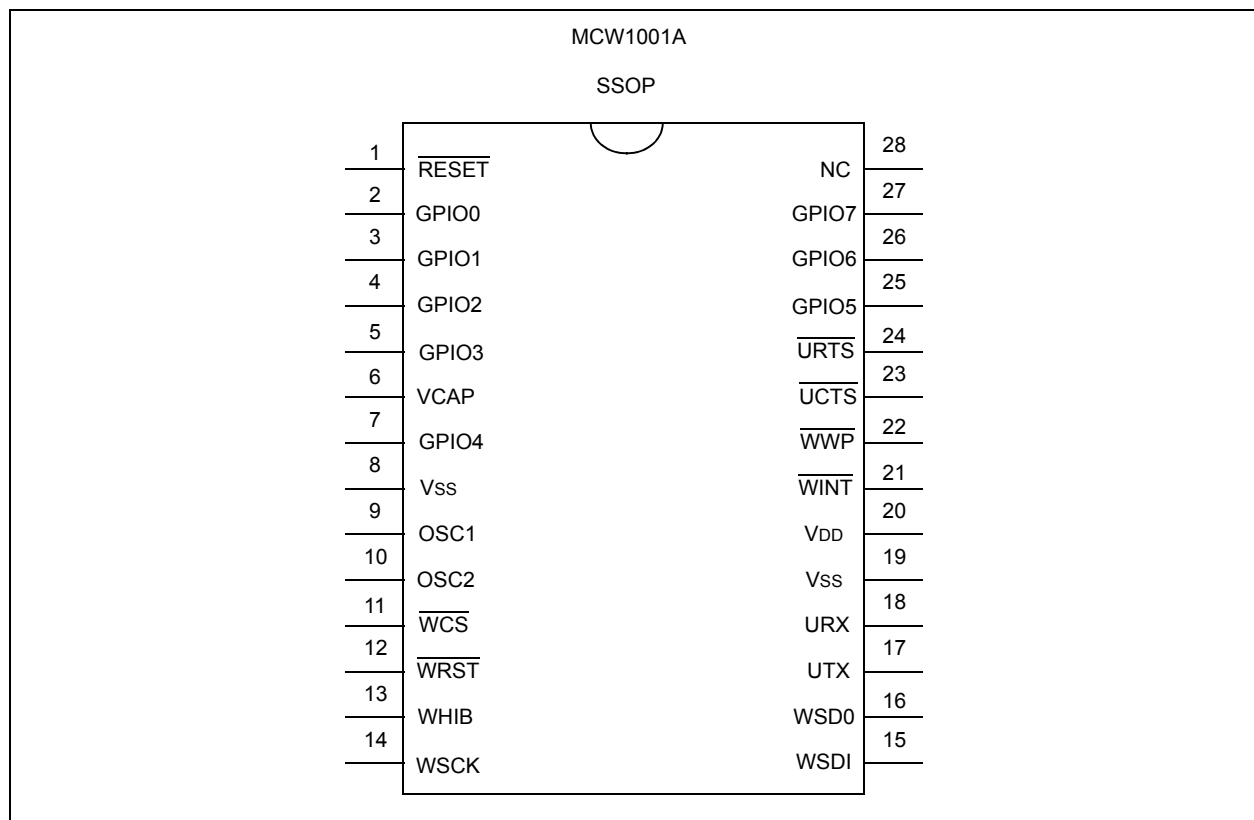 MCW1001A
SSOP
1 RESET
2 GPIO0
3 GPIO1
4 GPIO2
5 GPIO3
6 VCAP
7 GPIO4
8 VSS
9 OSC1
10 OSC2
11 WCS
12 WRST
13 WHIB
14 WSCK
NC 28
GPIO7 27
GPIO6 26
GPIO5 25
URTS 24
UCTS 23
WWP 22
WINT 21
VDD 20
VSS 19
URX 18
UTX 17
WSD0 16
WSDI 15